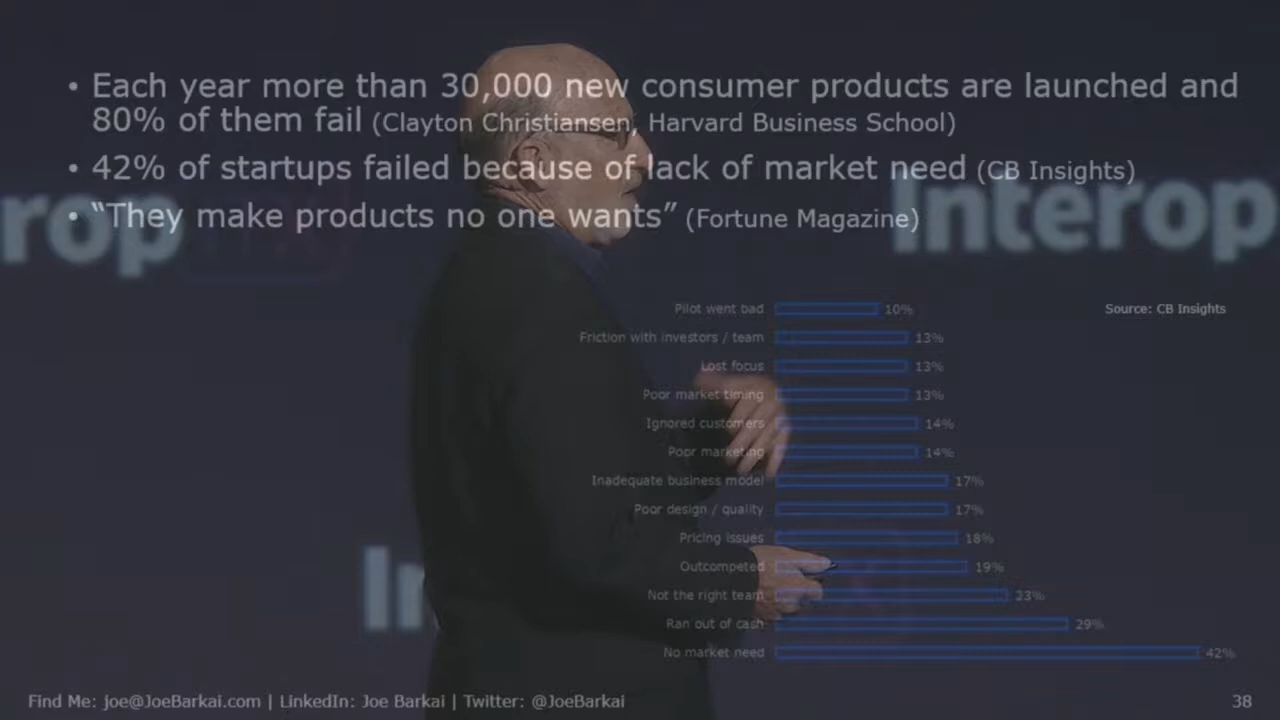 • Each year more than 30,000 new consumer products are launched and
80% of them fail (Clayton Christiansen, Harvard Business School)
• 42% of startups failed because of lack of market need (CB Insights)
• “They make products no one wants” (Fortune Magazine)
rop
Interop
Pilot went bad 10%
Source: CB Insights
Friction with investors / team 13%
Lost focus 13%
Poor market timing 13%
Ignored customers 14%
Poor marketing 14%
Inadequate business model 17%
Poor design / quality 17%
Pricing issues 18%
Outcompeted 19%
In
Not the right team 23%
Ran out of cash 29%
No market need 42%
Find Me: joe@JoeBarkai.com | LinkedIn: Joe Barkai | Twitter: @JoeBarkai
38